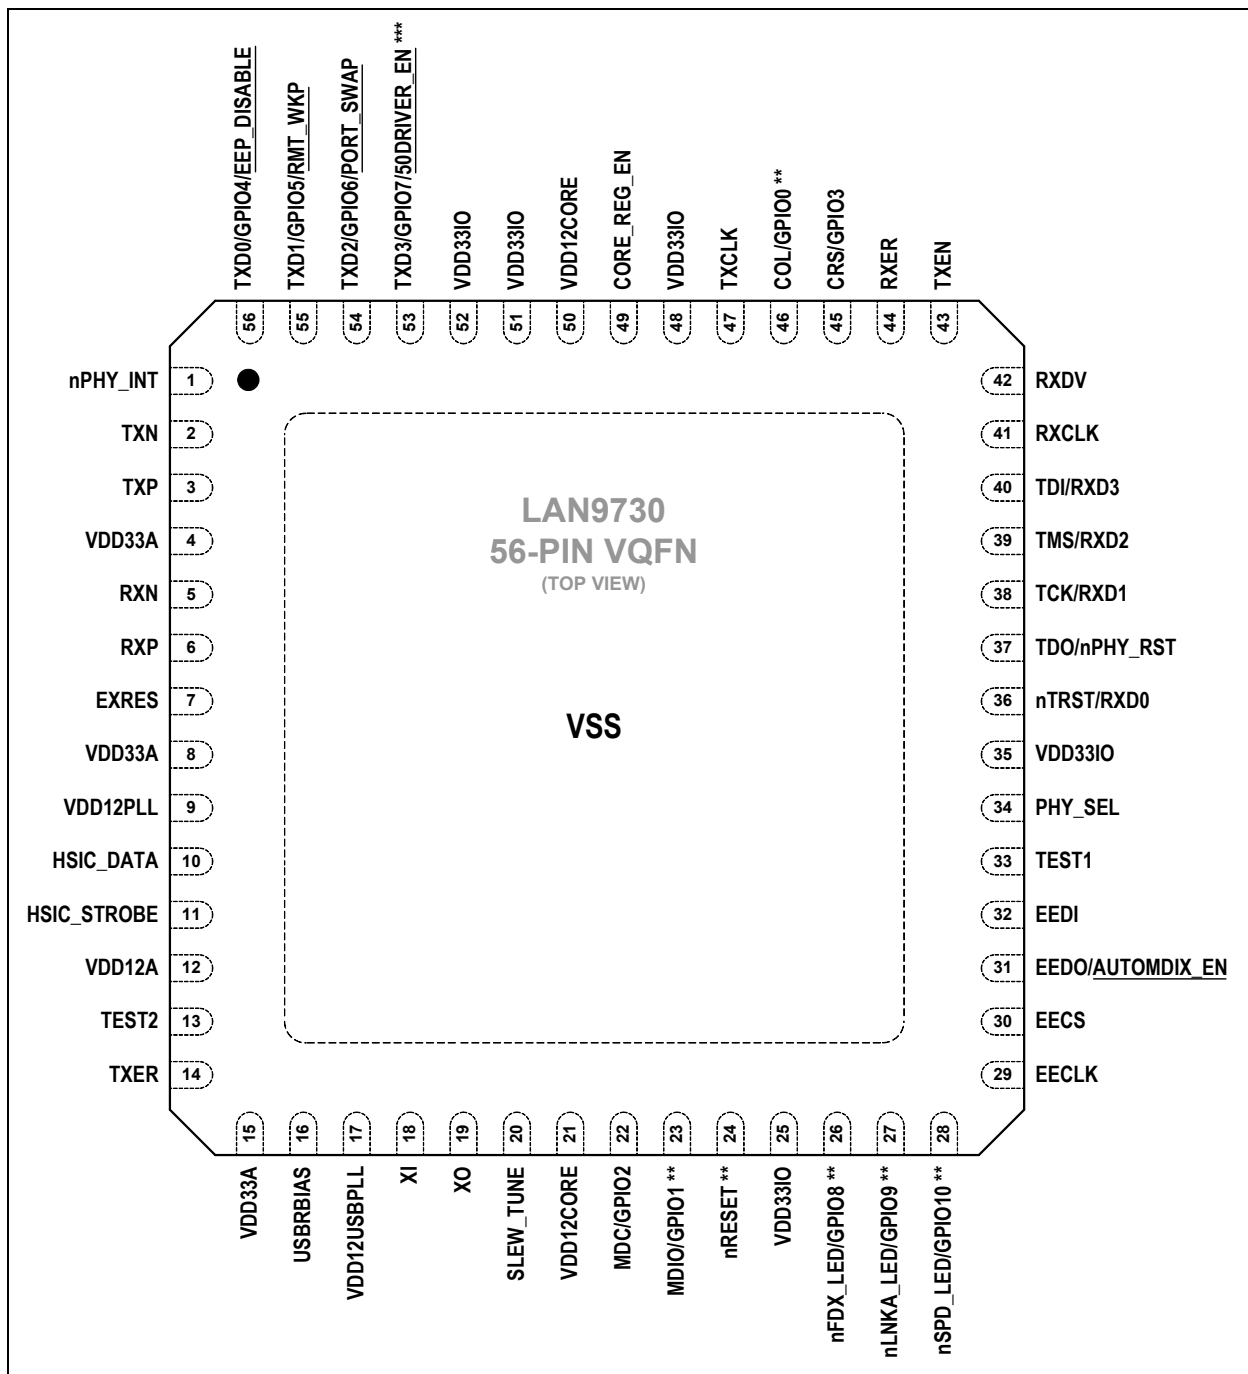 TXD0/GPIO4/EEP_DISABLE
TXD1/GPIO5/RMT_WKP
TXD2/GPIO6/PORT_SWAP
TXD3/GPIO7/50DRIVER_EN ***
VDD33IO
VDD33IO
VDD12CORE
CORE_REG_EN
VDD33IO
TXCLK
COL/GPIO0 **
CRS/GPIO3
RXER
TXEN
56
55
54
53
52
51
50
49
48
47
46
45
44
43
nPHY_INT 1
TXN 2
TXP 3
VDD33A 4
RXN 5
RXP 6
EXRES 7
VDD33A 8
VDD12PLL 9
HSIC_DATA 10
HSIC_STROBE 11
VDD12A 12
TEST2 13
TXER 14
LAN9730
56-PIN VQFN
(TOP VIEW)
VSS
42 RXDV
41 RXCLK
40 TDI/RXD3
39 TMS/RXD2
38 TCK/RXD1
37 TDO/nPHY_RST
36 nTRST/RXD0
35 VDD33IO
34 PHY_SEL
33 TEST1
32 EEDI
31 EEDO/AUTOMDIX_EN
30 EECS
29 EECLK
15
16
17
18
19
20
21
22
23
24
25
26
27
28
VDD33A
USBRBIAS
VDD12USBPLL
XI
XO
SLEW_TUNE
VDD12CORE
MDC/GPIO2
MDIO/GPIO1 **
nRESET **
VDD33IO
nFDX_LED/GPIO8 **
nLNKA_LED/GPIO9 **
nSPD_LED/GPIO10 **